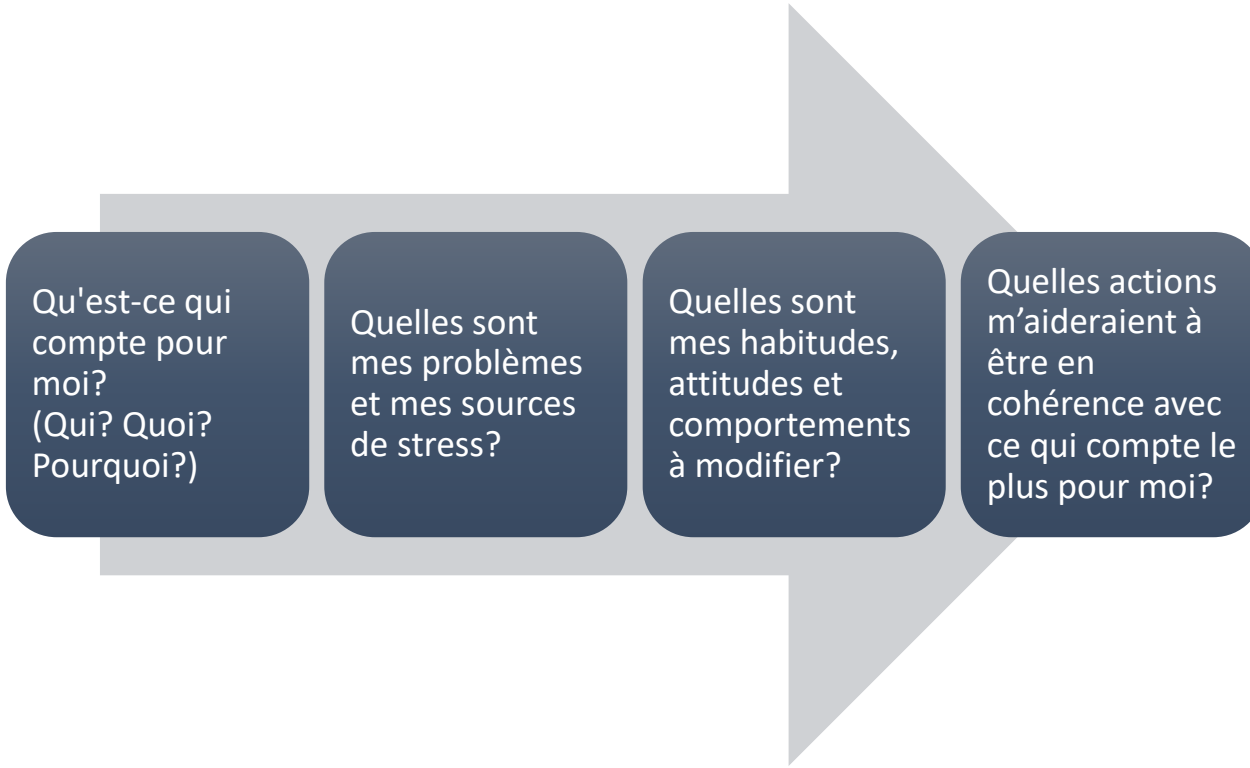 Qu'est-ce qui
compte pour
moi?
(Qui? Quoi?
Pourquoi?)
Quelles sont
mes problèmes
et mes sources
de stress?
Quelles sont
mes habitudes,
attitudes et
comportements
à modifier?
Quelles actions
m’aideraient à
être en
cohérence avec
ce qui compte le
plus pour moi?